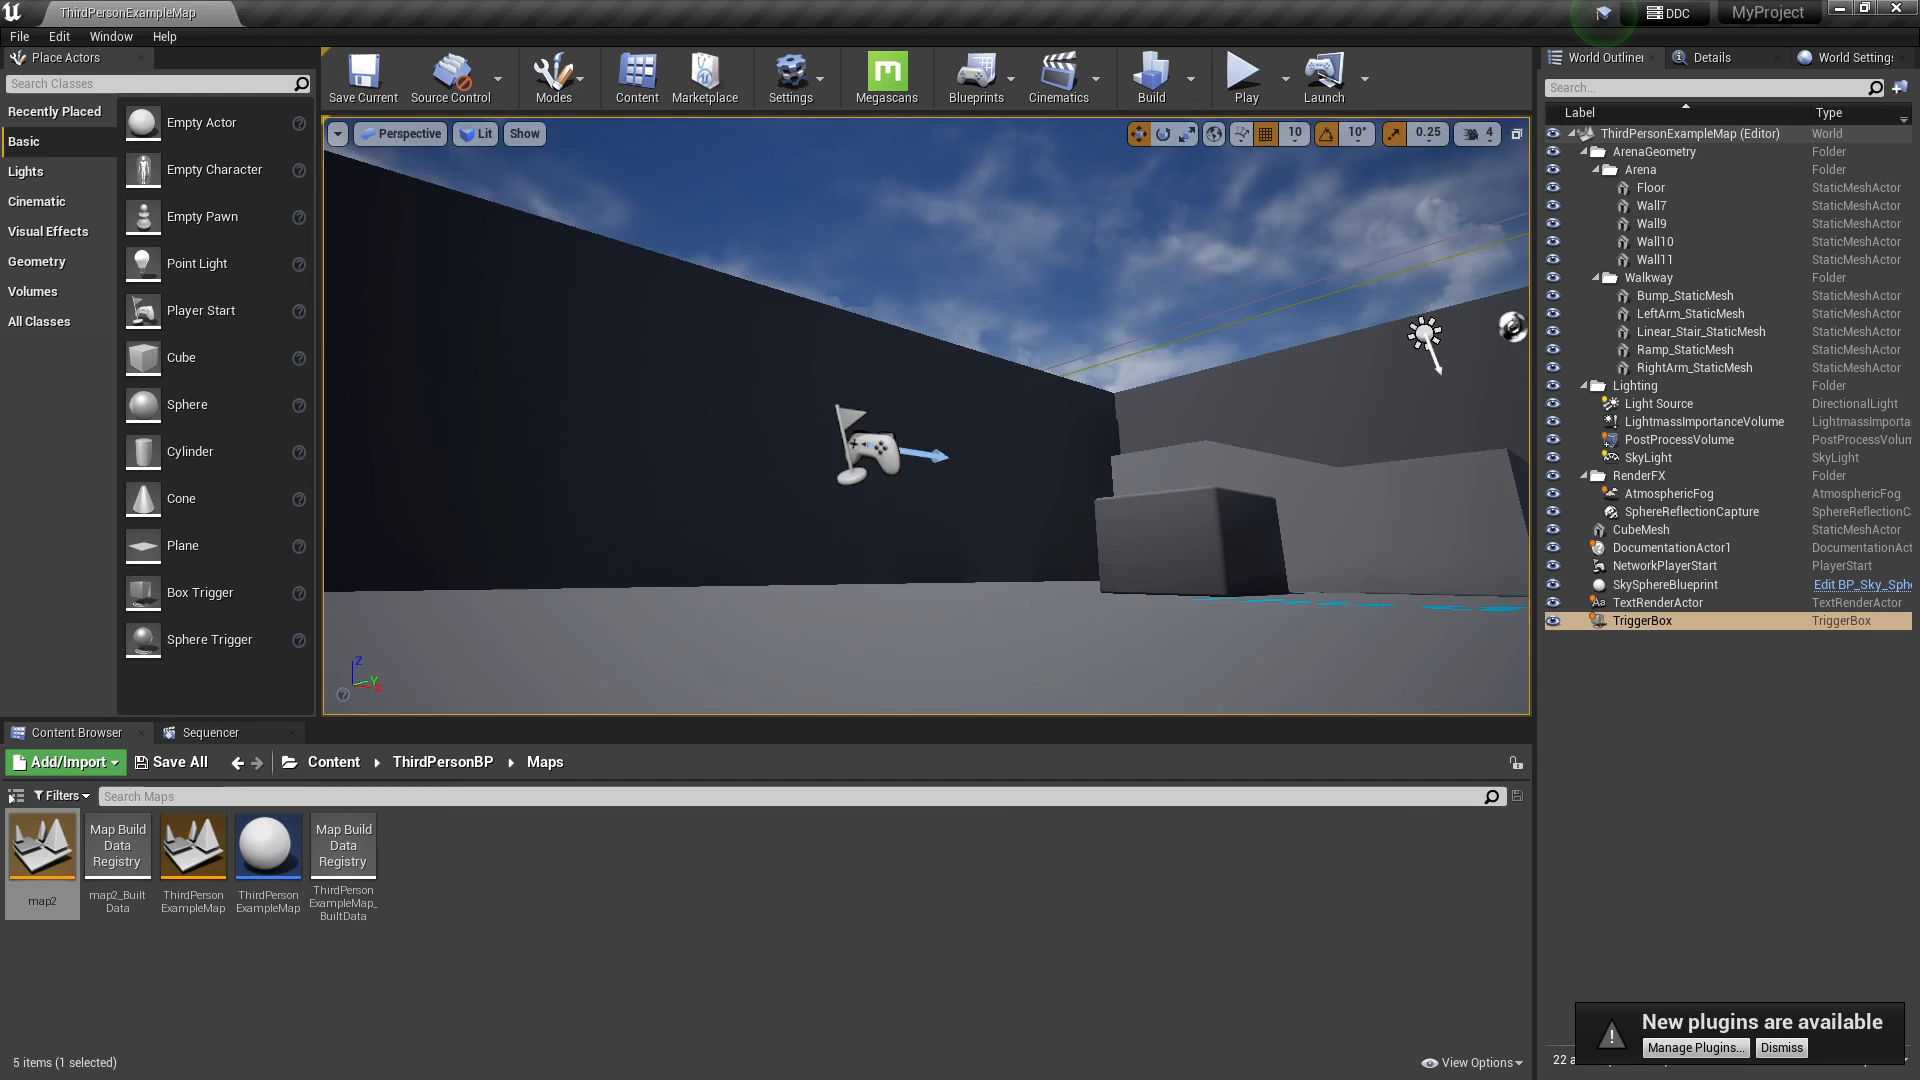 ThirdPersonExampleMap
DDC
MyProject
File Edit Window Help
Place Actors
Search Classes
Recently Placed
Basic
Lights
Cinematic
Visual Effects
Geometry
Volumes
All Classes
Empty Actor
Empty Character
Empty Pawn
Point Light
Player Start
Cube
Sphere
Cylinder
Cone
Plane
Box Trigger
Sphere Trigger
Save Current
Source Control
Modes
Content
Marketplace
Settings
Megascans
Blueprints
Cinematics
Build
Play
Launch
Perspective Lit Show
10 10° 0.25 4
Z
Y
X
World Outliner Details World Settings
Search...
Label Type
ThirdPersonExampleMap (Editor) World
ArenaGeometry Folder
Arena Folder
Floor StaticMeshActor
Wall7 StaticMeshActor
Wall9 StaticMeshActor
Wall10 StaticMeshActor
Wall11 StaticMeshActor
Walkway Folder
Bump_StaticMesh StaticMeshActor
LeftArm_StaticMesh StaticMeshActor
Linear_Stair_StaticMesh StaticMeshActor
Ramp_StaticMesh StaticMeshActor
RightArm_StaticMesh StaticMeshActor
Lighting Folder
Light Source DirectionalLight
LightmassImportanceVolume LightmassImporta
PostProcessVolume PostProcessVolum
SkyLight SkyLight
RenderFX Folder
AtmosphericFog AtmosphericFog
SphereReflectionCapture SphereReflectionC
CubeMesh StaticMeshActor
DocumentationActor1 DocumentationAct
NetworkPlayerStart PlayerStart
SkySphereBlueprint Edit BP_Sky_Sphe
TextRenderActor TextRenderActor
TriggerBox TriggerBox
Content Browser Sequencer
Add/Import Save All Content ThirdPersonBP Maps
Filters Search Maps
map2
Map Build
Data
Registry
map2_Built
Data
ThirdPerson
ExampleMap
ThirdPerson
ExampleMap
Map Build
Data
Registry
ThirdPerson
ExampleMap_
BuiltData
5 items (1 selected)
View Options
New plugins are available
Manage Plugins... Dismiss
22 a